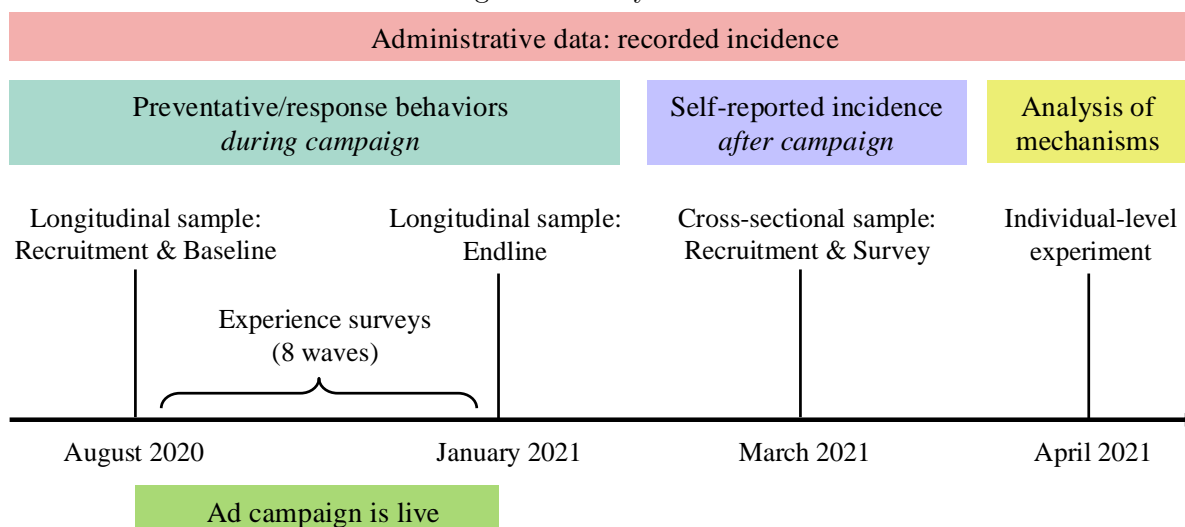 Administrative data: recorded incidence
Preventative/response behaviors
during campaign
Self-reported incidence
after campaign
Analysis of
mechanisms
Longitudinal sample:
Recruitment & Baseline
Longitudinal sample:
Endline
Cross-sectional sample:
Recruitment & Survey
Individual-level
experiment
Experience surveys
(8 waves)
August 2020
January 2021
March 2021
April 2021
Ad campaign is live